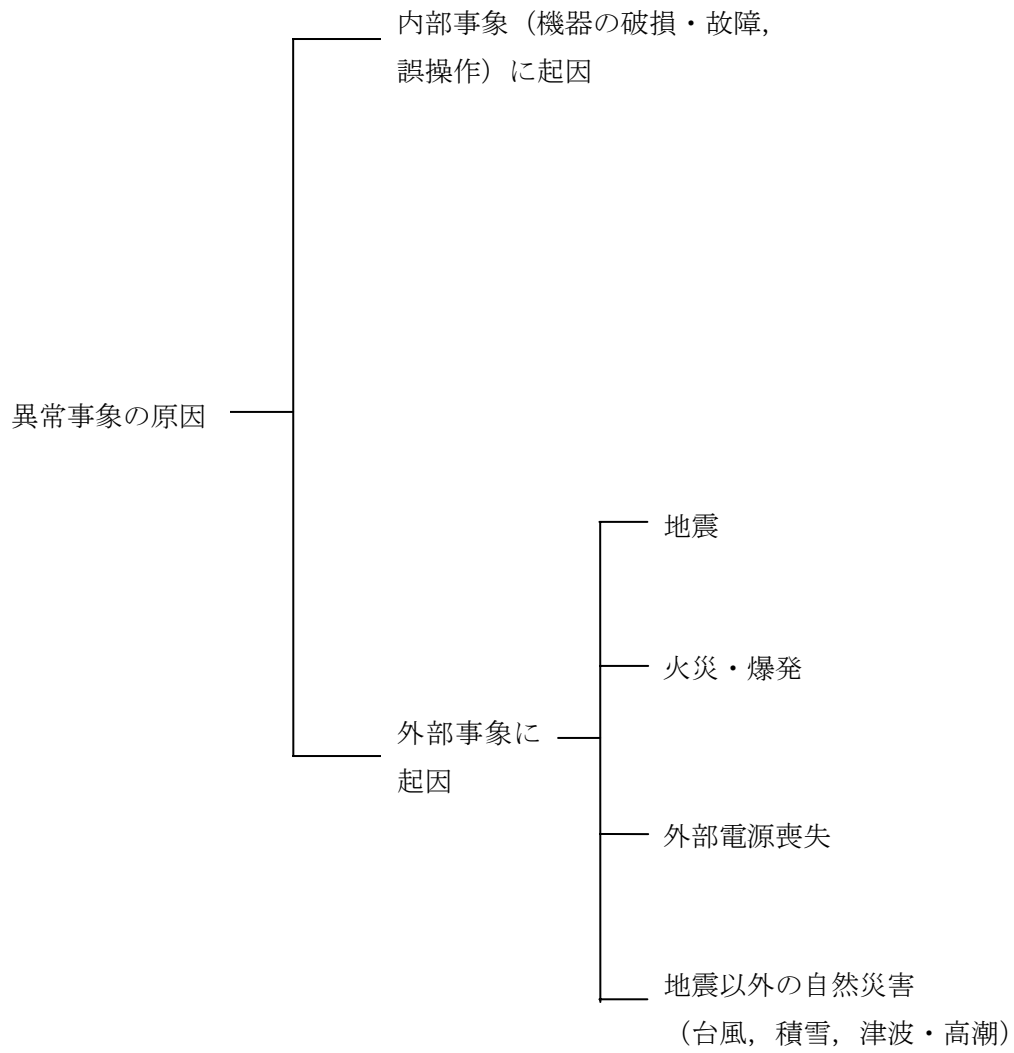 内部事象（機器の破損・故障，
誤操作）に起因
異常事象の原因
地震
火災・爆発
外部事象に
起因
外部電源喪失
地震以外の自然災害
（台風，積雪，津波・高潮）